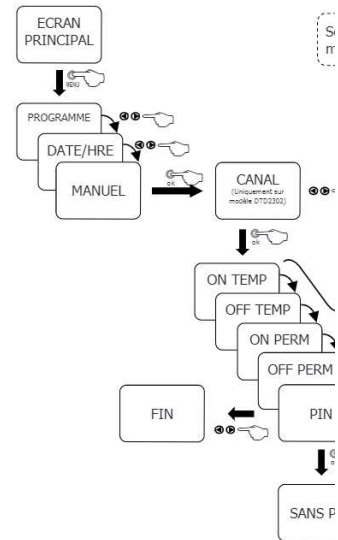 ECRAN
PRINCIPAL
MENU
PROGRAMME
DATE/HRE
MANUEL
ok
CANAL
(Uniquement sur
modèle DTD2302)
ok
ON TEMP
OFF TEMP
ON PERM
OFF PERM
FIN
PIN
SANS